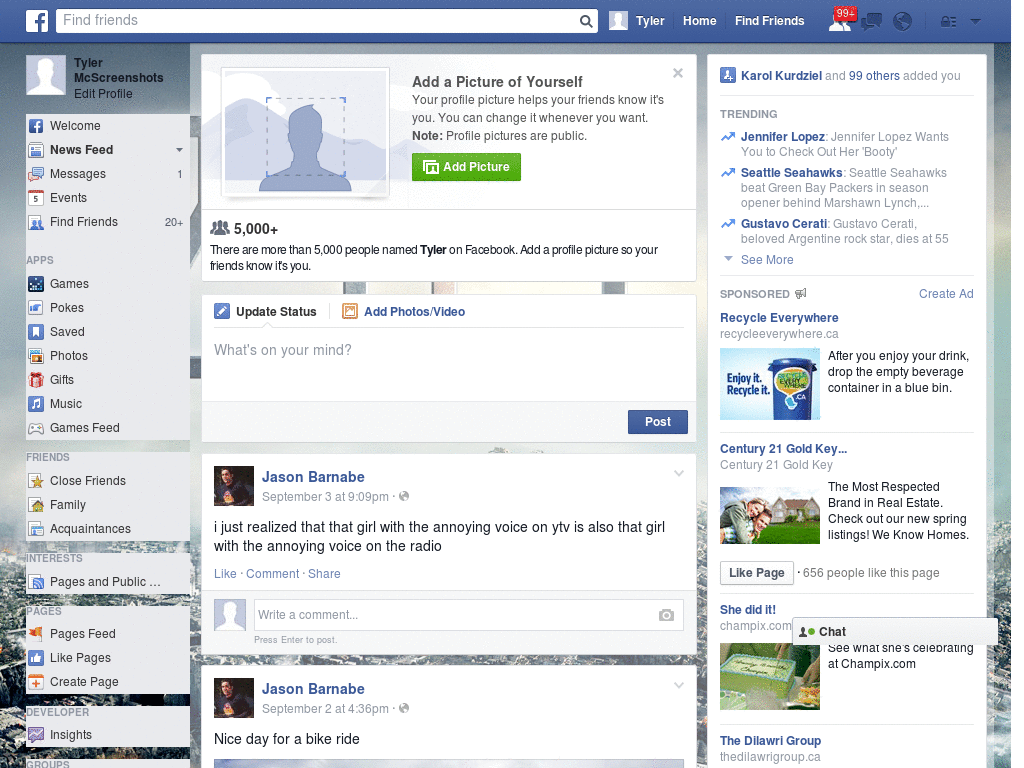 Find friends
Tyler
Home
Find Friends
99+
Tyler
McScreenshots
Edit Profile
Welcome
News Feed
Messages 1
Events
Find Friends 20+
APPS
Games
Pokes
Saved
Photos
Gifts
Music
Games Feed
FRIENDS
Close Friends
Family
Acquaintances
INTERESTS
Pages and Public ...
PAGES
Pages Feed
Like Pages
Create Page
DEVELOPER
Insights
GROUPS
Add a Picture of Yourself
Your profile picture helps your friends know it's
you. You can change it whenever you want.
Note: Profile pictures are public.
Add Picture
5,000+
There are more than 5,000 people named Tyler on Facebook. Add a profile picture so your
friends know it's you.
Update Status
Add Photos/Video
What's on your mind?
Post
Jason Barnabe
September 3 at 9:09pm ·
i just realized that that girl with the annoying voice on ytv is also that girl
with the annoying voice on the radio
Like · Comment · Share
Write a comment...
Press Enter to post.
Jason Barnabe
September 2 at 4:36pm ·
Nice day for a bike ride
Karol Kurdziel and 99 others added you
TRENDING
Jennifer Lopez: Jennifer Lopez Wants
You to Check Out Her 'Booty'
Seattle Seahawks: Seattle Seahawks
beat Green Bay Packers in season
opener behind Marshawn Lynch,...
Gustavo Cerati: Gustavo Cerati,
beloved Argentine rock star, dies at 55
See More
SPONSORED
Create Ad
Recycle Everywhere
recycleeverywhere.ca
Enjoy it.
Recycle it.
RECYCLE
EVERYWHERE
.CA
After you enjoy your drink,
drop the empty beverage
container in a blue bin.
Century 21 Gold Key...
Century 21 Gold Key
The Most Respected
Brand in Real Estate.
Check out our new spring
listings! We Know Homes.
Like Page · 656 people like this page
She did it!
champix.com
Chat
See what she's celebrating
at Champix.com
The Dilawri Group
thedilawrigroup.ca